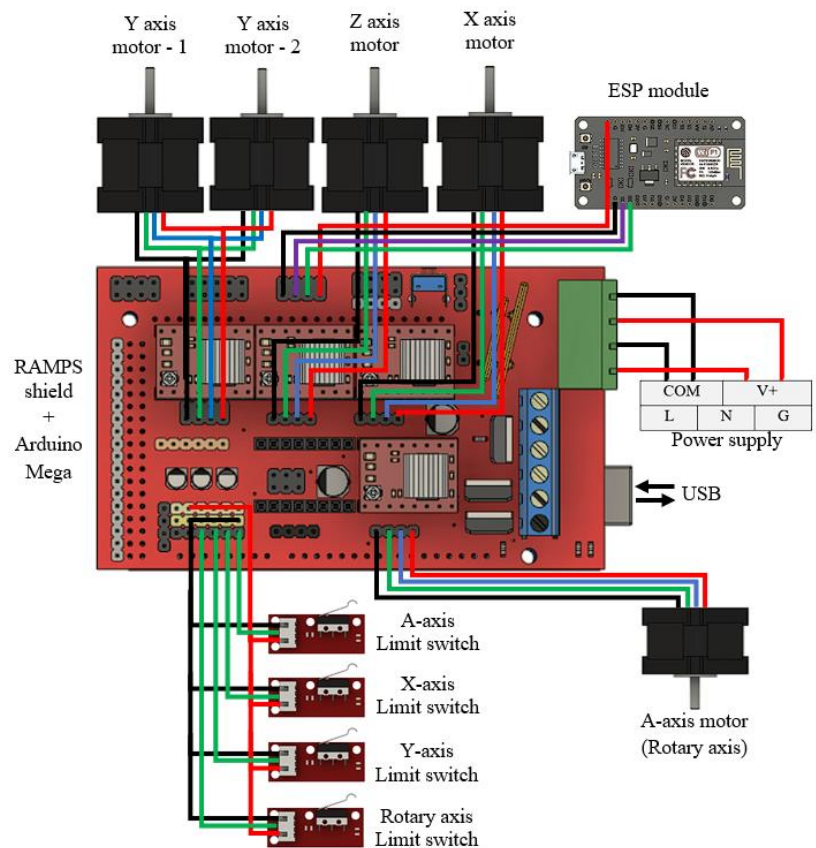 Y axis
motor - 1
Y axis
motor - 2
Z axis
motor
X axis
motor
ESP module
RAMPS
shield
+
Arduino
Mega
COM
V+
L
N
G
Power supply
USB
A-axis
Limit switch
X-axis
Limit switch
Y-axis
Limit switch
Rotary axis
Limit switch
A-axis motor
(Rotary axis)